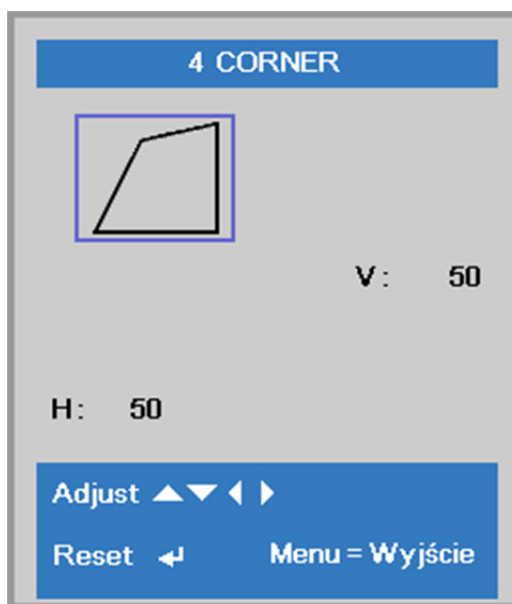 4 CORNER
V: 50
H: 50
Adjust ▲▼◀▶
Reset ↵ Menu = Wyjście